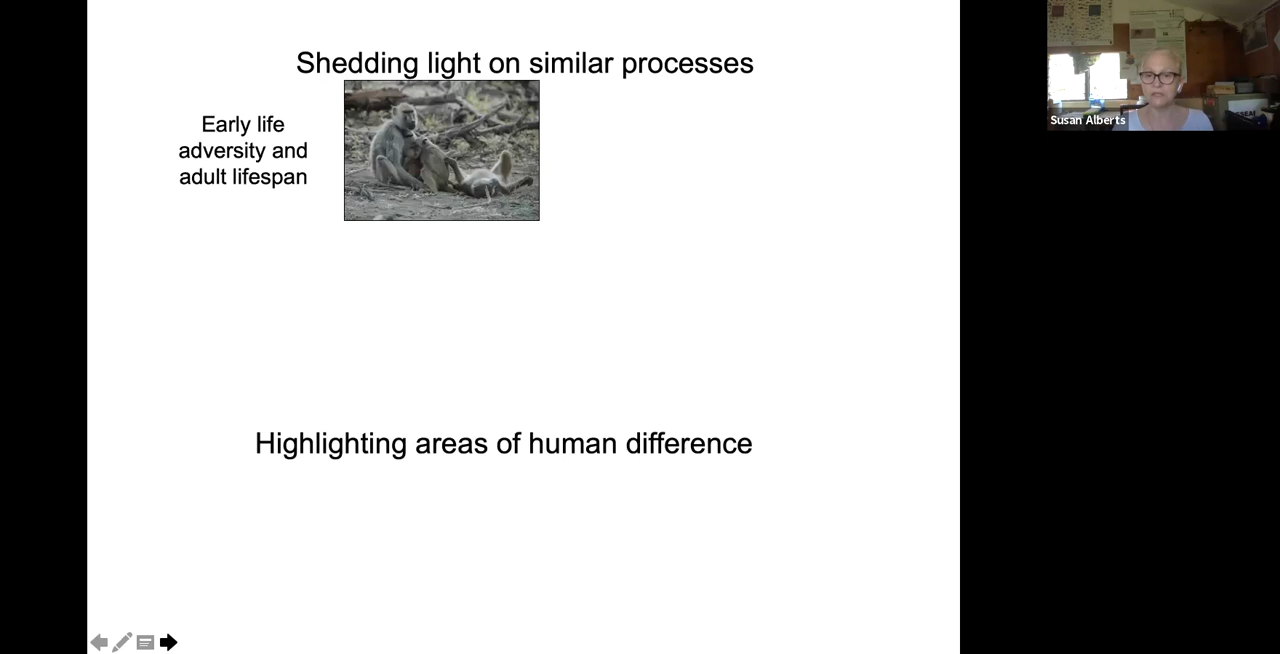 Shedding light on similar processes
Early life
adversity and
adult lifespan
Highlighting areas of human difference
Susan Alberts